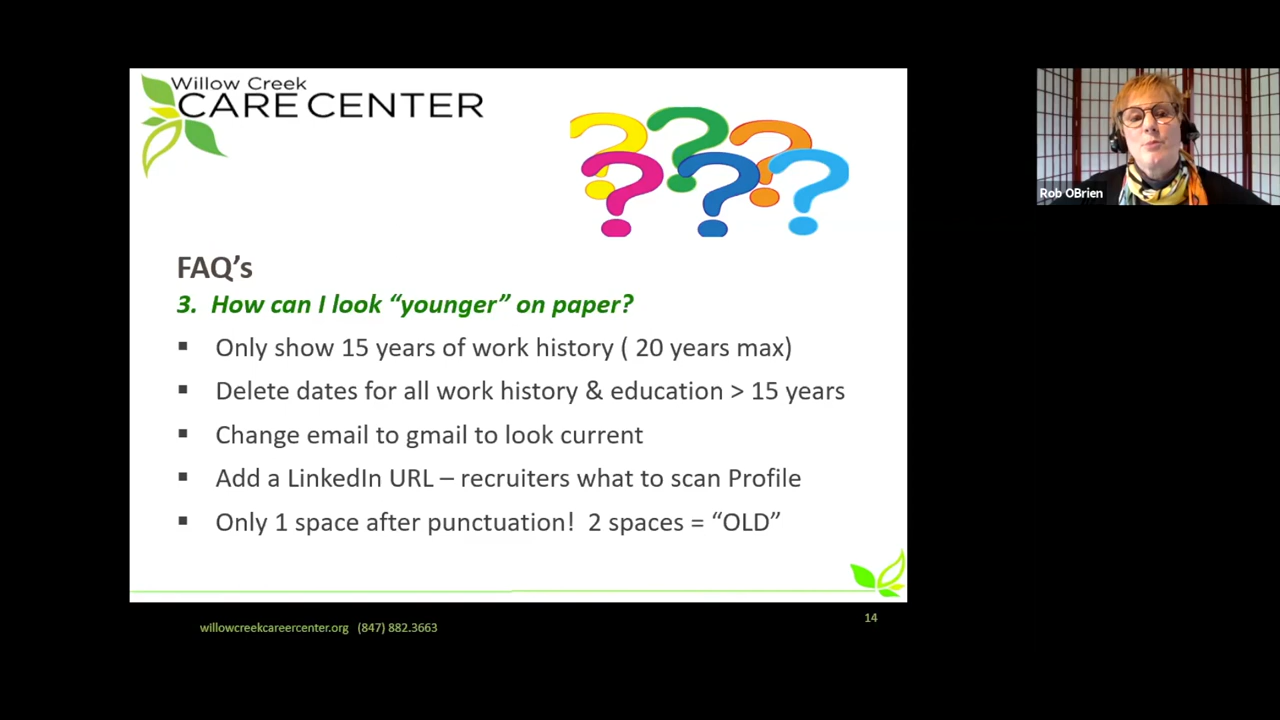 Willow Creek
CARE CENTER
? ? ? ? ? ?
Rob OBrien
FAQ’s
3. How can I look “younger” on paper?
▪ Only show 15 years of work history ( 20 years max)
▪ Delete dates for all work history & education > 15 years
▪ Change email to gmail to look current
▪ Add a LinkedIn URL – recruiters what to scan Profile
▪ Only 1 space after punctuation!  2 spaces = “OLD”
willowcreekcareercenter.org (847) 882.3663
14